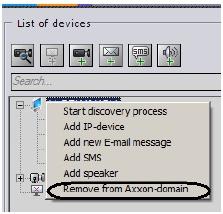 List of devices
SMS
Search...
Start discovery process
Add IP-device
Add new E-mail message
Add SMS
Add speaker
Remove from Axxon-domain